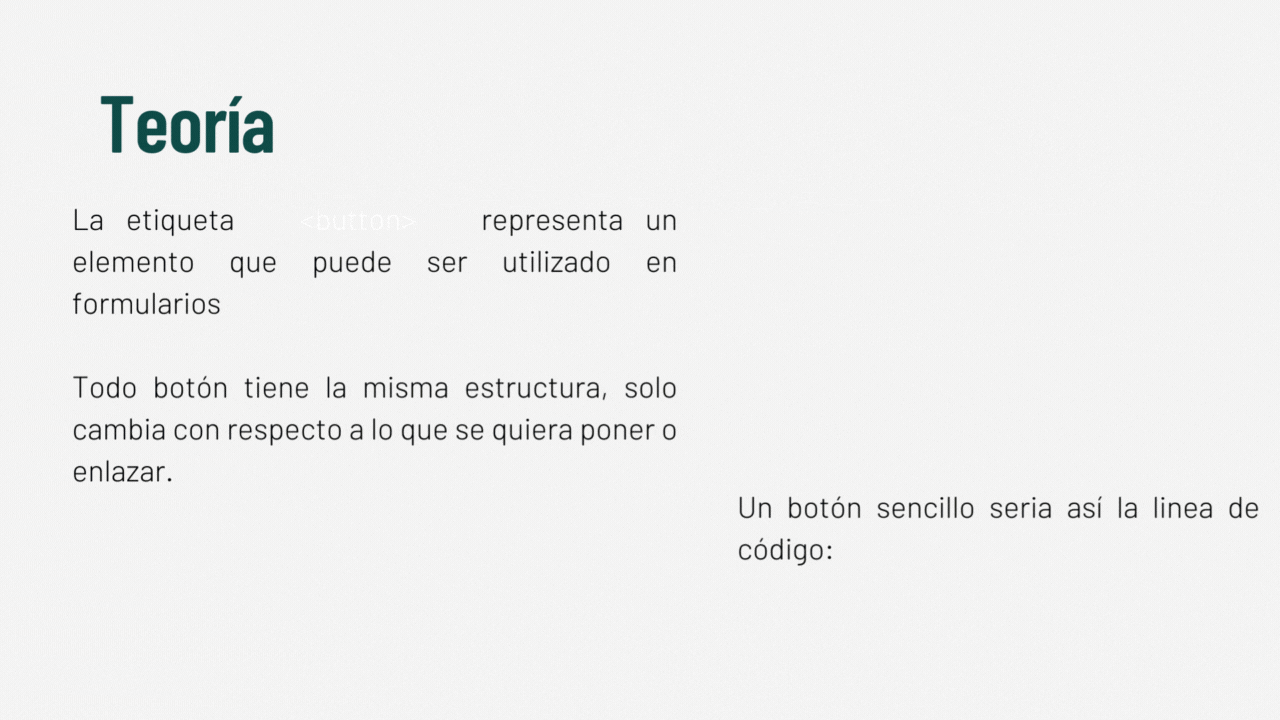 Teoría
La etiqueta <button> representa un
elemento que puede ser utilizado en
formularios
Todo botón tiene la misma estructura, solo
cambia con respecto a lo que se quiera poner o
enlazar.
Un botón sencillo seria así la linea de
código: